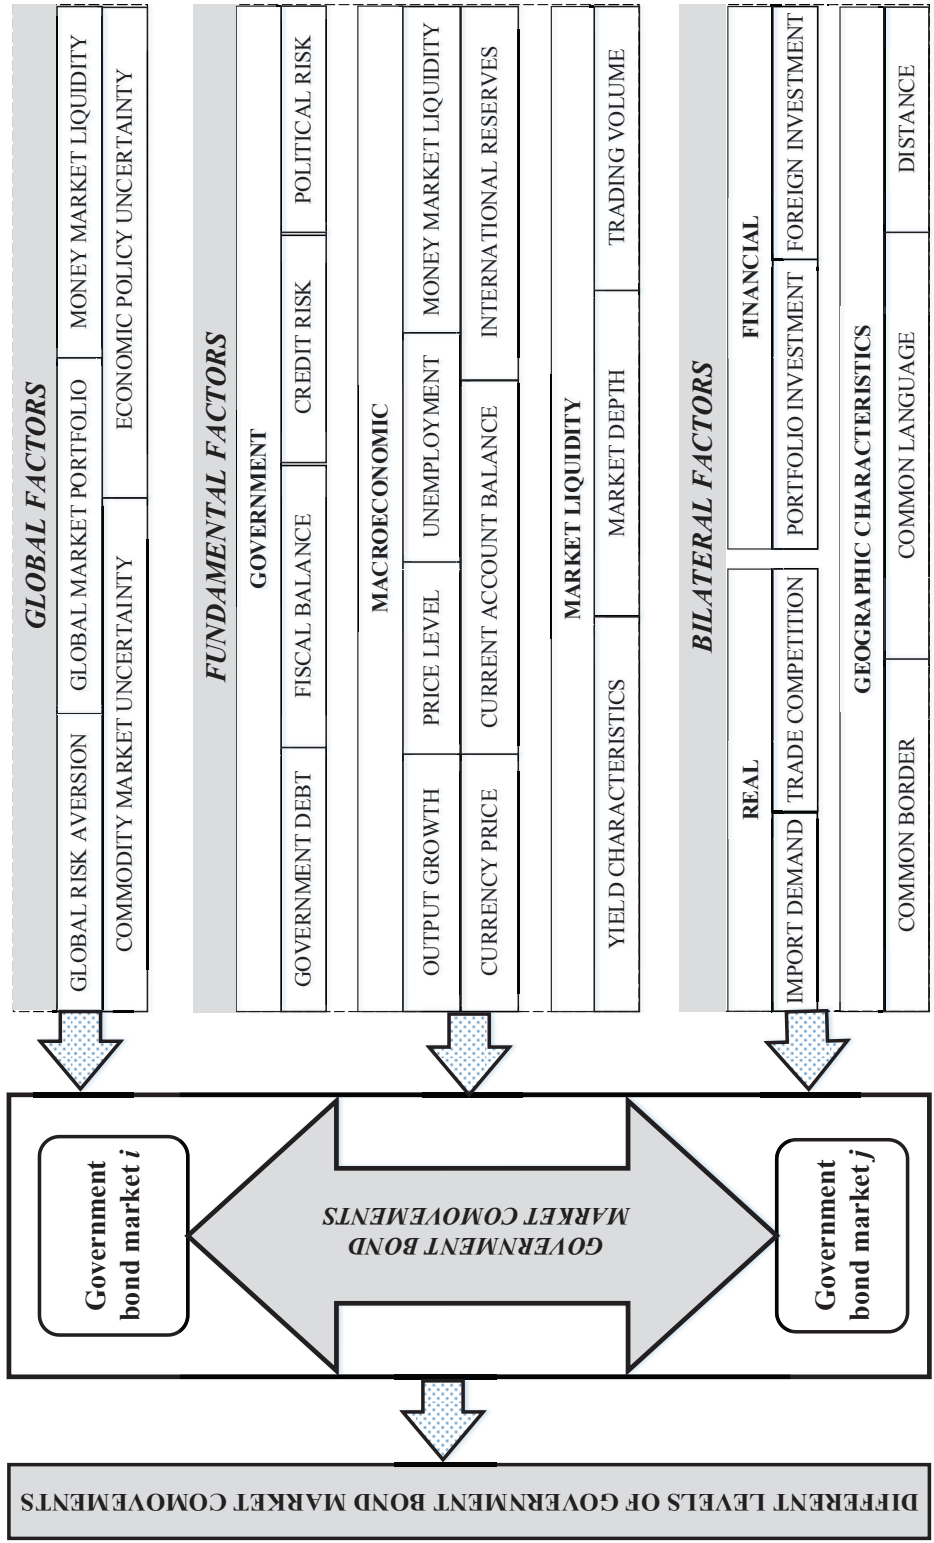 GLOBAL FACTORS
GLOBAL RISK AVERSION
GLOBAL MARKET PORTFOLIO
MONEY MARKET LIQUIDITY
COMMODITY MARKET UNCERTAINTY
ECONOMIC POLICY UNCERTAINTY
FUNDAMENTAL FACTORS
GOVERNMENT
GOVERNMENT DEBT
FISCAL BALANCE
CREDIT RISK
POLITICAL RISK
MACROECONOMIC
OUTPUT GROWTH
PRICE LEVEL
UNEMPLOYMENT
MONEY MARKET LIQUIDITY
CURRENCY PRICE
CURRENT ACCOUNT BALANCE
INTERNATIONAL RESERVES
MARKET LIQUIDITY
YIELD CHARACTERISTICS
MARKET DEPTH
TRADING VOLUME
BILATERAL FACTORS
REAL
FINANCIAL
IMPORT DEMAND
TRADE COMPETITION
PORTFOLIO INVESTMENT
FOREIGN INVESTMENT
GEOGRAPHIC CHARACTERISTICS
COMMON BORDER
COMMON LANGUAGE
DISTANCE
Government
bond market i
GOVERNMENT BOND
MARKET COMOVEMENTS
Government
bond market j
DIFFERENT LEVELS OF GOVERNMENT BOND MARKET COMOVEMENTS